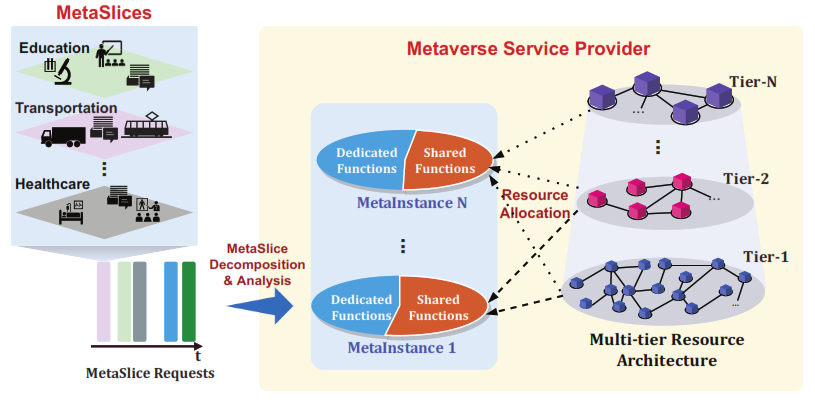 MetaSlices
Education
Transportation
Healthcare
t
MetaSlice Requests
MetaSlice
Decomposition
& Analysis
Metaverse Service Provider
Dedicated
Functions
Shared
Functions
MetaInstance N
Dedicated
Functions
Shared
Functions
MetaInstance 1
Resource
Allocation
Tier-N
...
Tier-2
...
Tier-1
...
Multi-tier Resource
Architecture